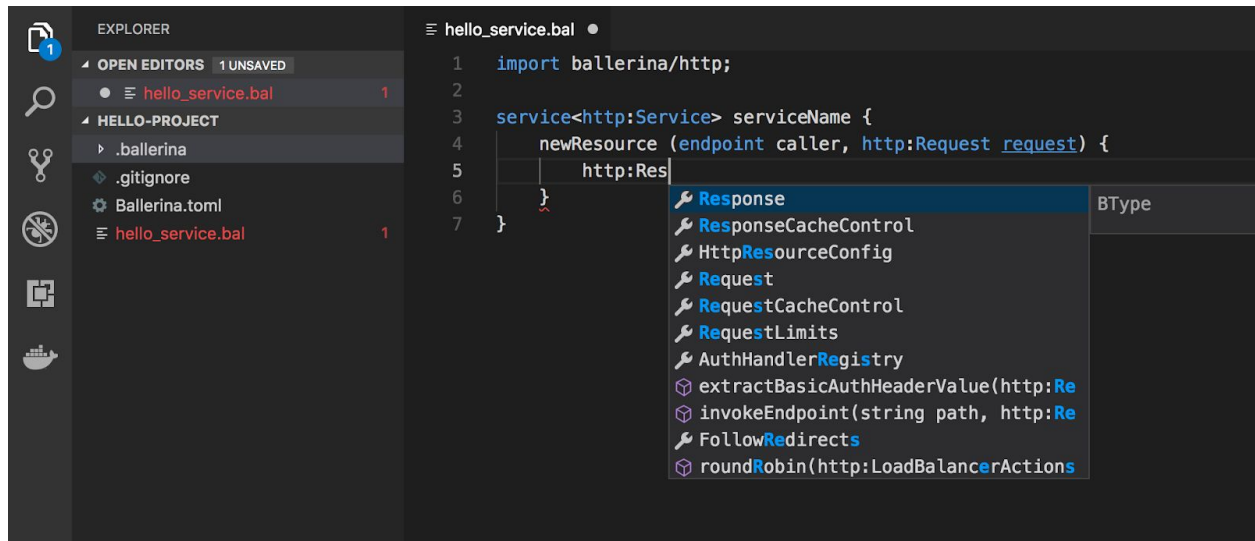 EXPLORER
OPEN EDITORS 1 UNSAVED
hello_service.bal 1
HELLO-PROJECT
.ballerina
.gitignore
Ballerina.toml
hello_service.bal 1
1
hello_service.bal
1 import ballerina/http;
2
3 service<http:Service> serviceName {
4 newResource (endpoint caller, http:Request request) {
5 http:Res
6 }
7 }
Response
BType
ResponseCacheControl
HttpResourceConfig
Request
RequestCacheControl
RequestLimits
AuthHandlerRegistry
extractBasicAuthHeaderValue(http:Re
invokeEndpoint(string path, http:Re
FollowRedirects
roundRobin(http:LoadBalancerActions